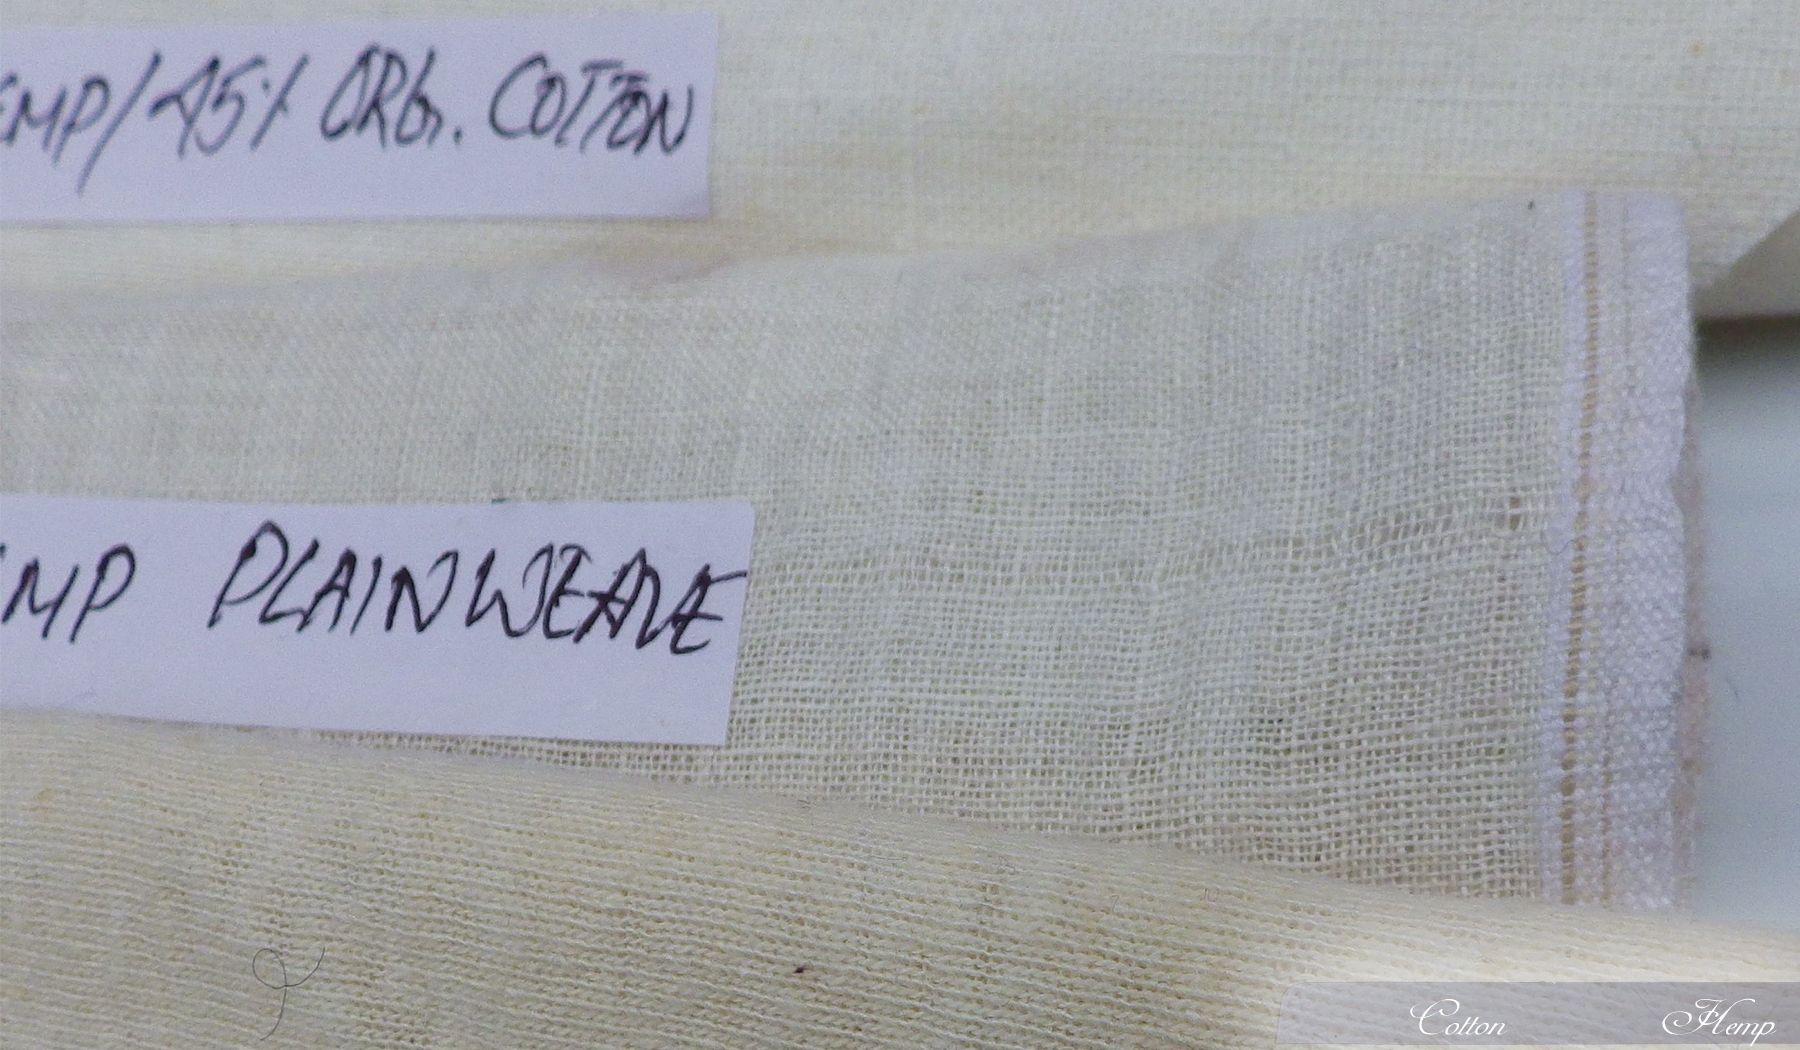 EMP/45% ORG. COTTON
EMP PLAINWEAVE
Cotton Hemp